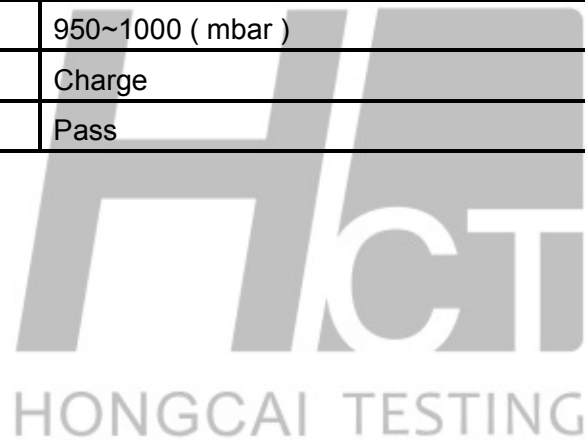 950~1000 ( mbar )
Charge
Pass
HCT
HONGCAI TESTING